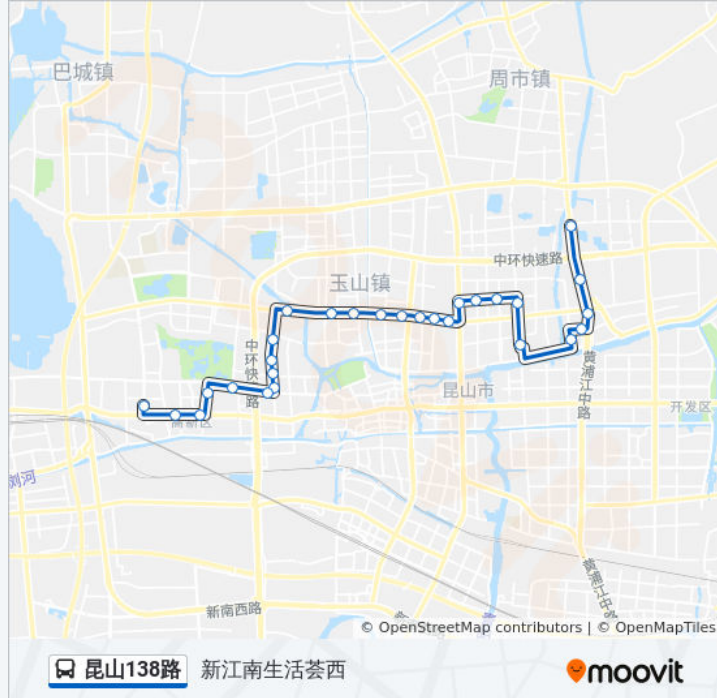 巴城镇
周市镇
中环快速路
玉山镇
中环快
路
黄浦江中路
昆山市
开发区
高新区
浏河
黄浦江中路
新南西路
© OpenStreetMap contributors | © OpenMapTiles
昆山138路 新江南生活荟西
moovit